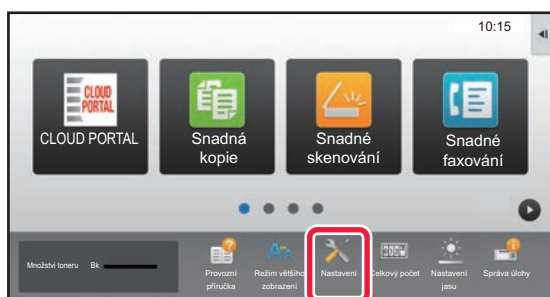 10:15
CLOUD
PORTAL
CLOUD PORTAL
Snadná
kopie
Snadné
skenování
Snadné
faxování
Množství toneru Bk
Provozní
příručka
Režim většího
zobrazení
Nastavení
Celkový počet
Nastavení
jasu
Správa úlohy